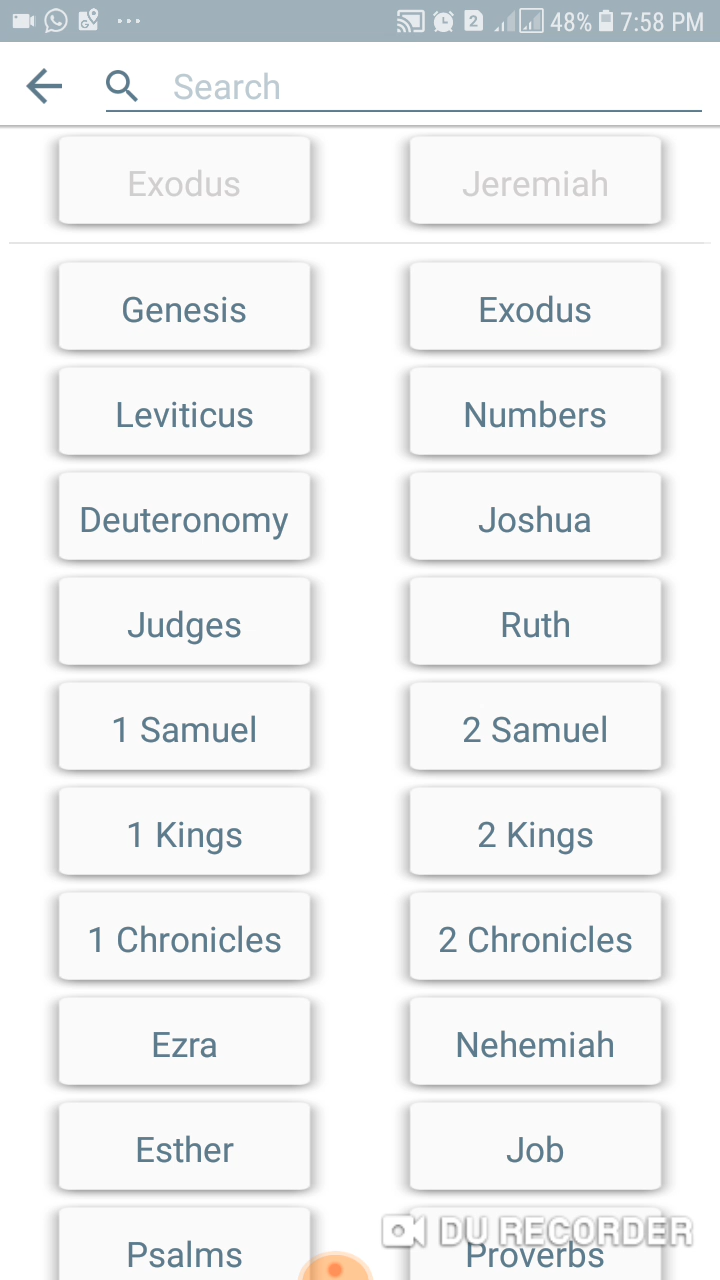 2 48% 7:58 PM
Search
Exodus Jeremiah
Genesis Exodus
Leviticus Numbers
Deuteronomy Joshua
Judges Ruth
1 Samuel 2 Samuel
1 Kings 2 Kings
1 Chronicles 2 Chronicles
Ezra Nehemiah
Esther Job
DU RECORDER
Psalms Proverbs